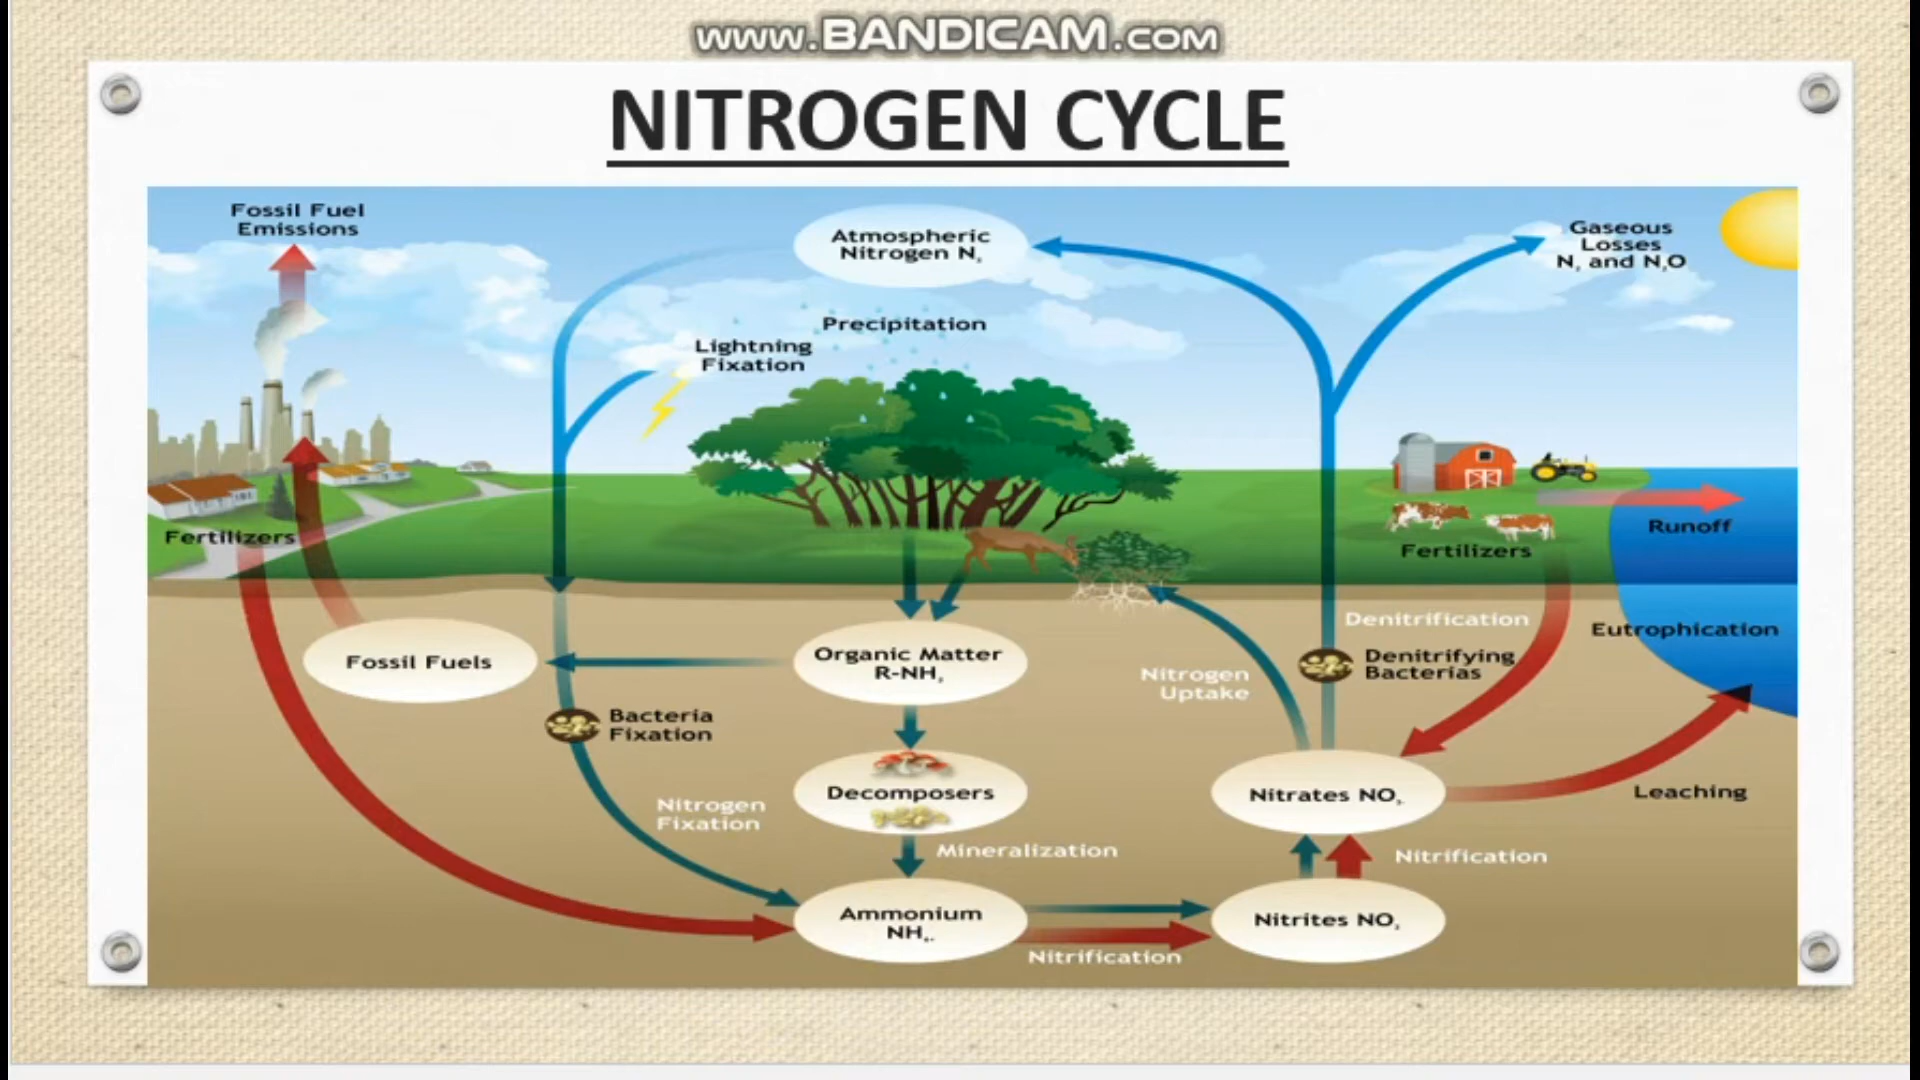 www.BANDICAM.com
NITROGEN CYCLE
Fossil Fuel
Emissions
Atmospheric
Nitrogen N₂
Gaseous
Losses
N₂ and N₂O
Precipitation
Lightning
Fixation
Fertilizers
Runoff
Fertilizers
Denitrification
Eutrophication
Fossil Fuels
Organic Matter
R-NH₂
Nitrogen
Uptake
Denitrifying
Bacterias
Bacteria
Fixation
Nitrogen
Fixation
Decomposers
Nitrates NO₃-
Leaching
Mineralization
Nitrification
Ammonium
NH₄+
Nitrites NO₂
Nitrification